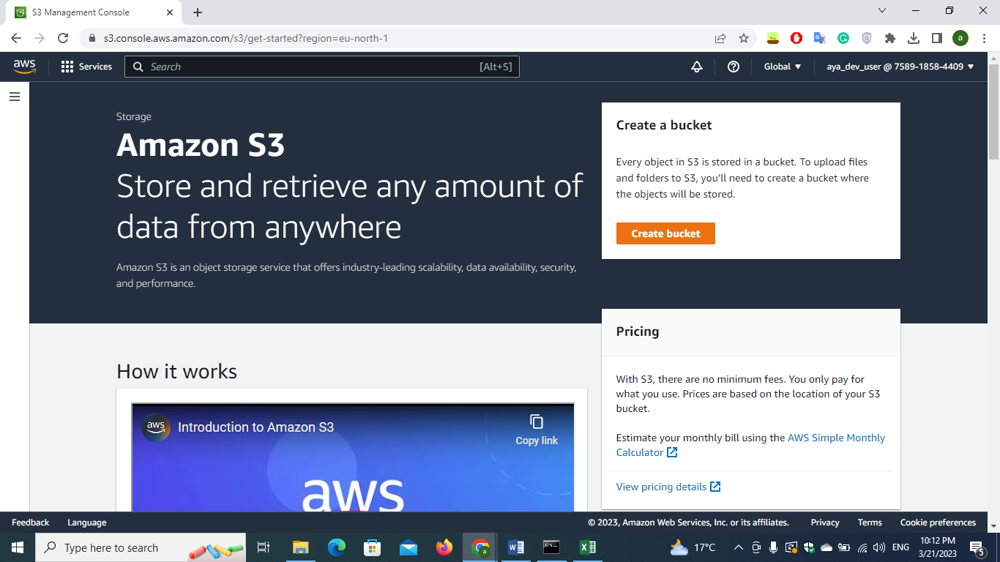 S3 Management Console
s3.console.aws.amazon.com/s3/get-started?region=eu-north-1
a
aws
Services
Search
[Alt+S]
Global
aya_dev_user @ 7589-1858-4409
Storage
Amazon S3
Store and retrieve any amount of
data from anywhere
Amazon S3 is an object storage service that offers industry-leading scalability, data availability, security,
and performance.
Create a bucket
Every object in S3 is stored in a bucket. To upload files
and folders to S3, you'll need to create a bucket where
the objects will be stored.
Create bucket
How it works
aws
Introduction to Amazon S3
Copy link
aws
Pricing
With S3, there are no minimum fees. You only pay for
what you use. Prices are based on the location of your S3
bucket.
Estimate your monthly bill using the AWS Simple Monthly
Calculator
View pricing details
Feedback
Language
© 2023, Amazon Web Services, Inc. or its affiliates.
Privacy
Terms
Cookie preferences
Type here to search
17°C
ENG
10:12 PM
3/21/2023
5